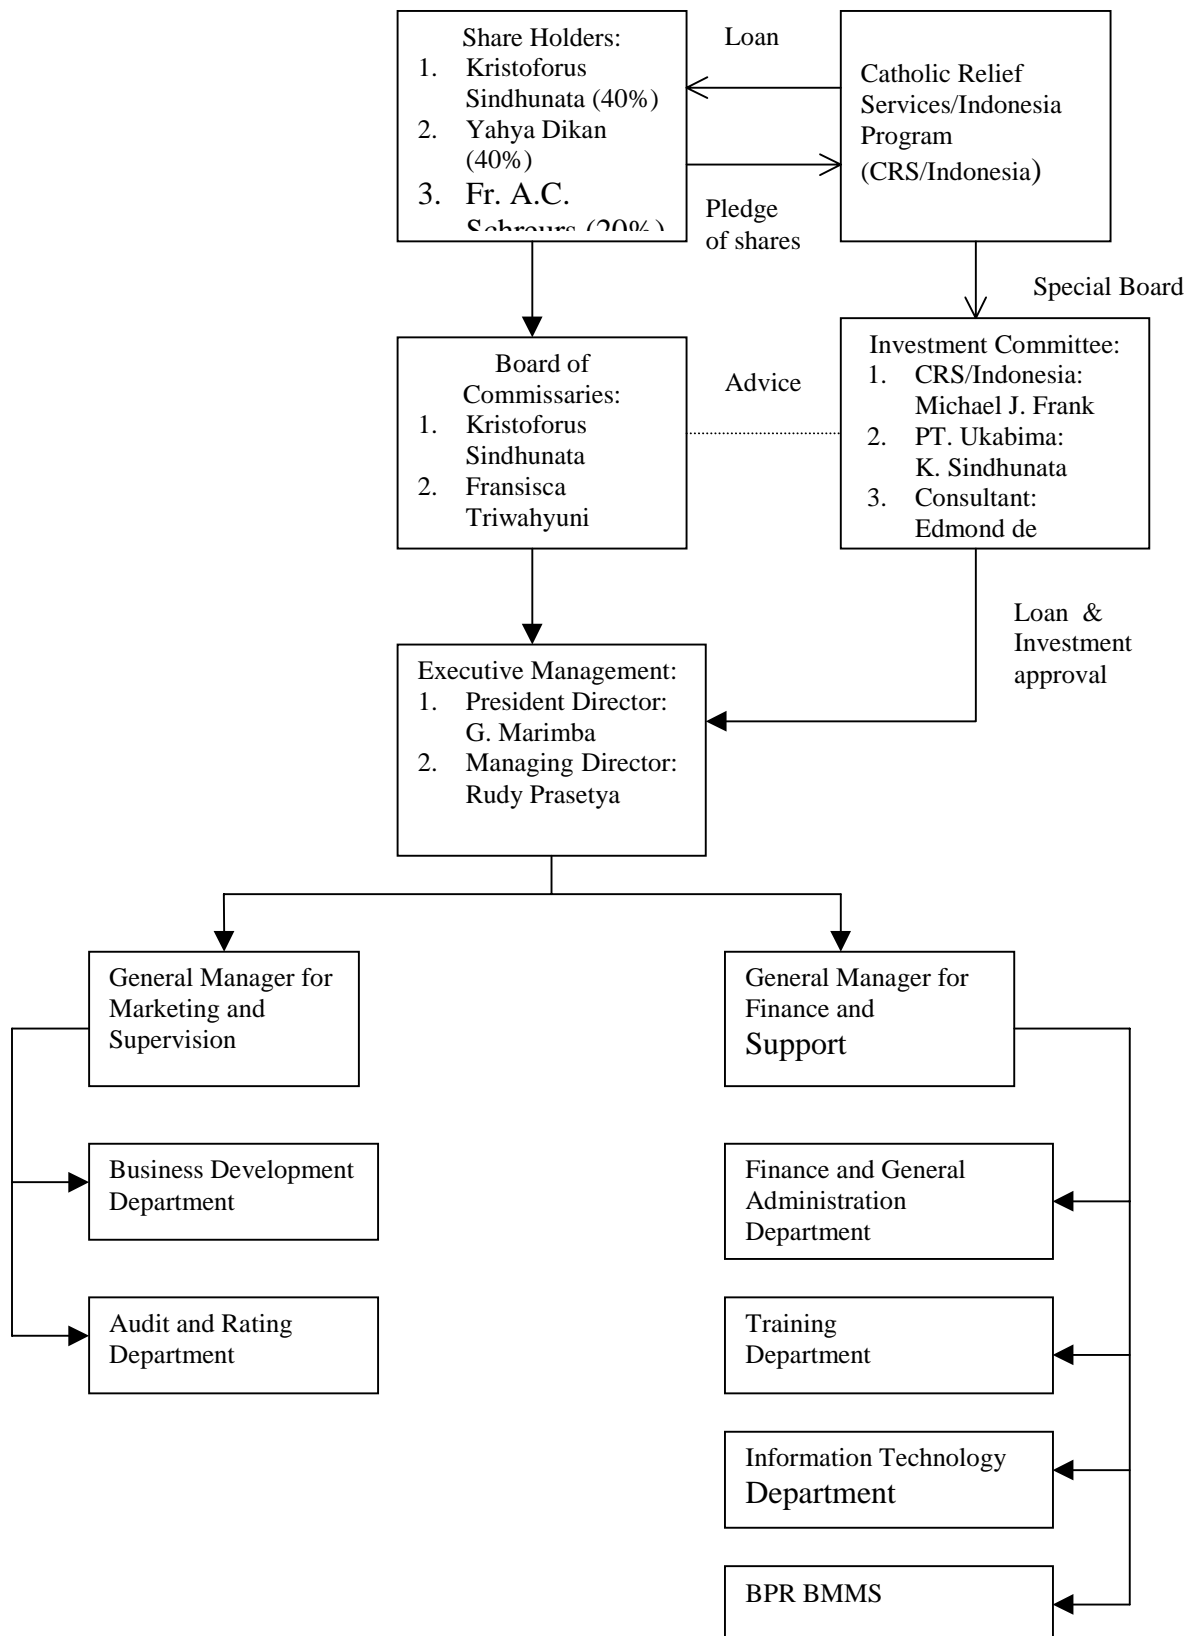 Share Holders:
1. Kristoforus
Sindhunata (40%)
2. Yahya Dikan
(40%)
3. Fr. A.C.
Schreurs (20%)
Loan
Pledge
of shares
Catholic Relief
Services/Indonesia
Program
(CRS/Indonesia)
Special Board
Board of
Commissaries:
1. Kristoforus
Sindhunata
2. Fransisca
Triwahyuni
Advice
Investment Committee:
1. CRS/Indonesia:
Michael J. Frank
2. PT. Ukabima:
K. Sindhunata
3. Consultant:
Edmond de
Loan &
Investment
approval
Executive Management:
1. President Director:
G. Marimba
2. Managing Director:
Rudy Prasetya
General Manager for
Marketing and
Supervision
General Manager for
Finance and
Support
Business Development
Department
Audit and Rating
Department
Finance and General
Administration
Department
Training
Department
Information Technology
Department
BPR BMMS